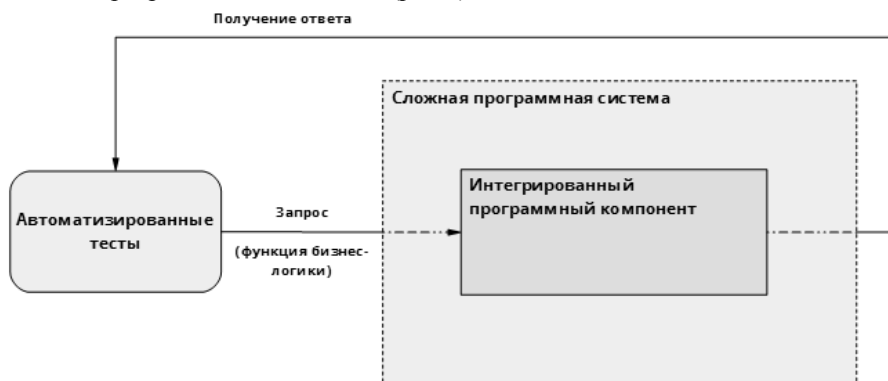 Получение ответа
Сложная программная система
Интегрированный
программный компонент
Автоматизированные
тесты
Запрос
(функция бизнес-
логики)